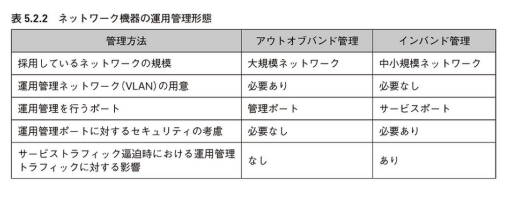 表 5.2.2 ネットワーク機器の運用管理形態
管理方法 アウトオブバンド管理 インバンド管理
採用しているネットワークの規模 大規模ネットワーク 中小規模ネットワーク
運用管理ネットワーク(VLAN)の用意 必要あり 必要なし
運用管理を行うポート 管理ポート サービスポート
運用管理ポートに対するセキュリティの考慮 必要なし 必要あり
サービストラフィック逼迫時における運用管理
トラフィックに対する影響 なし あり